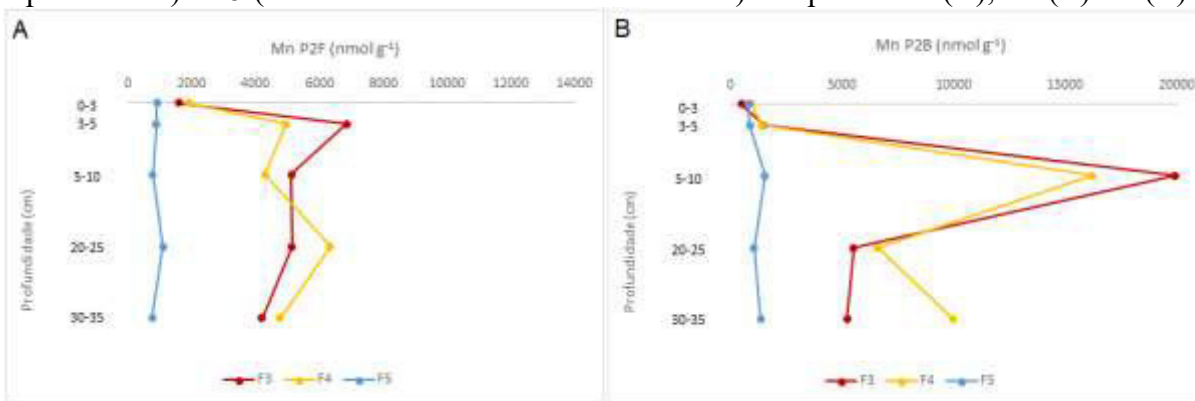 A
Mn P2F (nmol g⁻¹)
0 2000 4000 6000 8000 10000 12000 14000
0-3
3-5
5-10
20-25
30-35
Profundidade (cm)
F3 F4 F5
B
Mn P2B (nmol g⁻¹)
0 5000 10000 15000 20000
0-3
3-5
5-10
20-25
30-35
Profundidade (cm)
F3 F4 F5